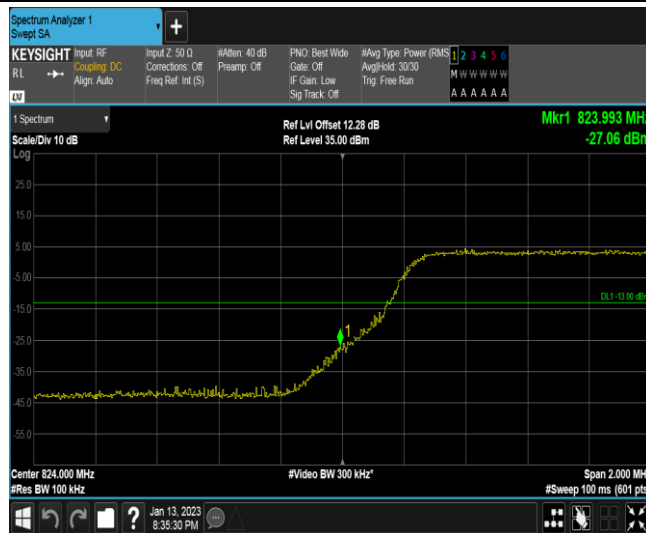 Spectrum Analyzer 1
Swept SA
+
KEYSIGHT Input: RF Input Z: 50 Ω #Atten: 40 dB PNO: Best Wide #Avg Type: Power (RMS 1 2 3 4 5 6
RL Coupling: DC Corrections: Off Preamp: Off Gate: Off Avg|Hold: 30/30 M W W W W W
Align: Auto Freq Ref: Int (S) IF Gain: Low Trig: Free Run
Sig Track: Off A A A A A A
LXI
1 Spectrum
Ref Lvl Offset 12.28 dB Mkr1 823.993 MHz
Scale/Div 10 dB Ref Level 35.00 dBm -27.06 dBm
Log
25.0
15.0
5.00
-5.00
DL1 -13.00 dBm
-15.0
1
-25.0
-35.0
-45.0
-55.0
Center 824.000 MHz #Video BW 300 kHz* Span 2.000 MH
#Res BW 100 kHz #Sweep 100 ms (601 pts
Jan 13, 2023
8:35:30 PM
?